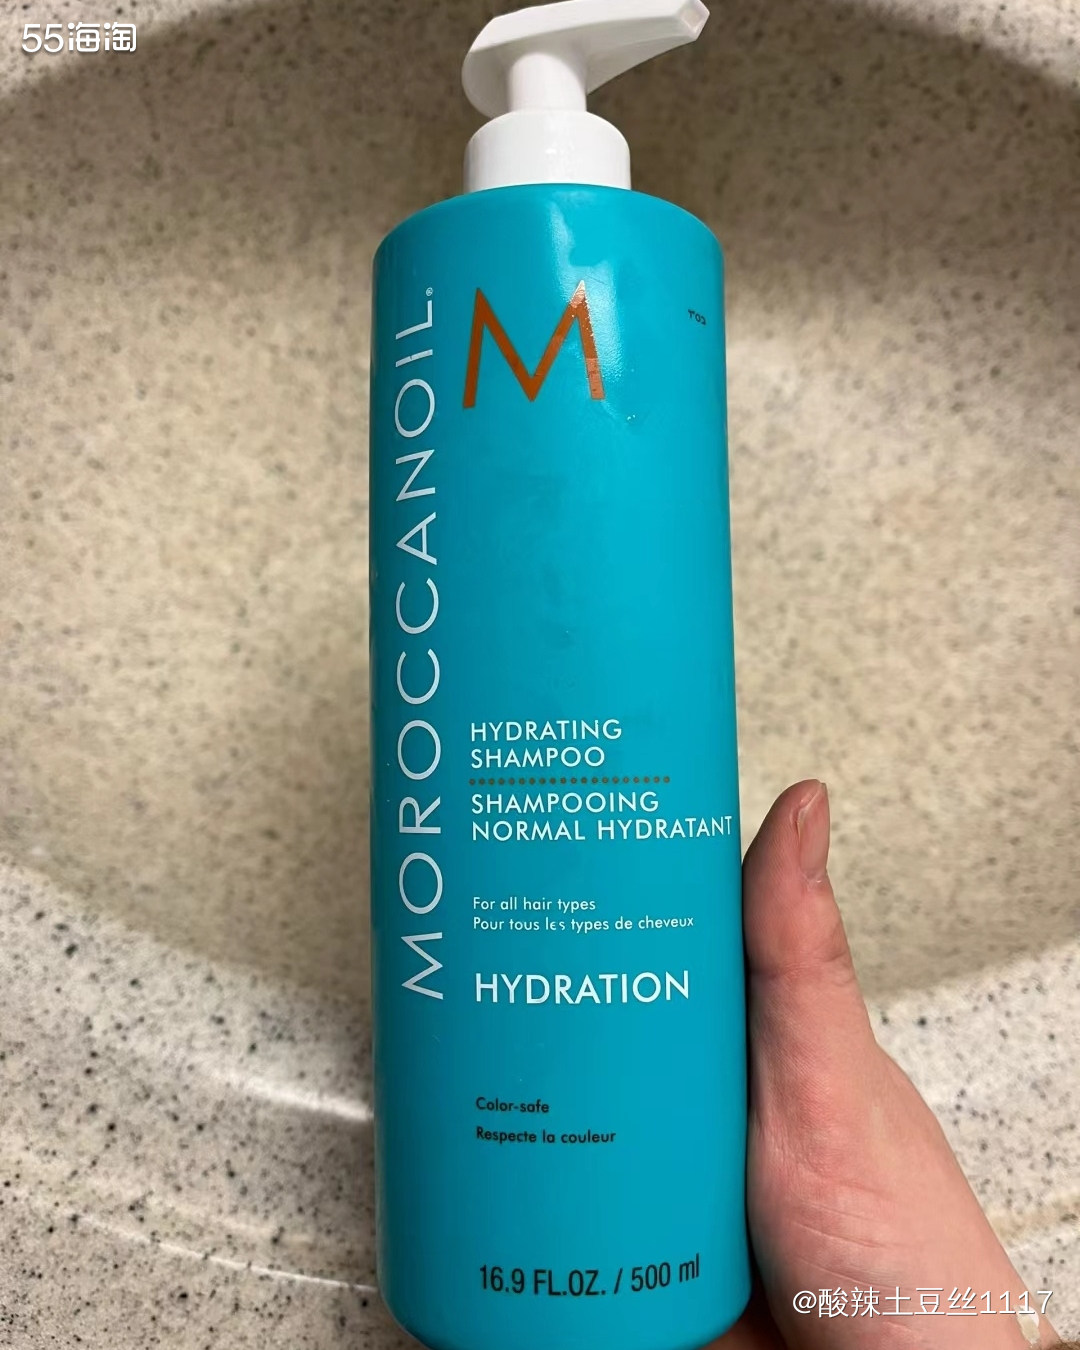 55海淘
MOROCCANOIL®
M
HYDRATING
SHAMPOO
SHAMPOOING
NORMAL HYDRATANT
For all hair types
Pour tous les types de cheveux
HYDRATION
Color-safe
Respecte la couleur
16.9 FL.OZ. / 500 ml
@酸辣土豆丝1117